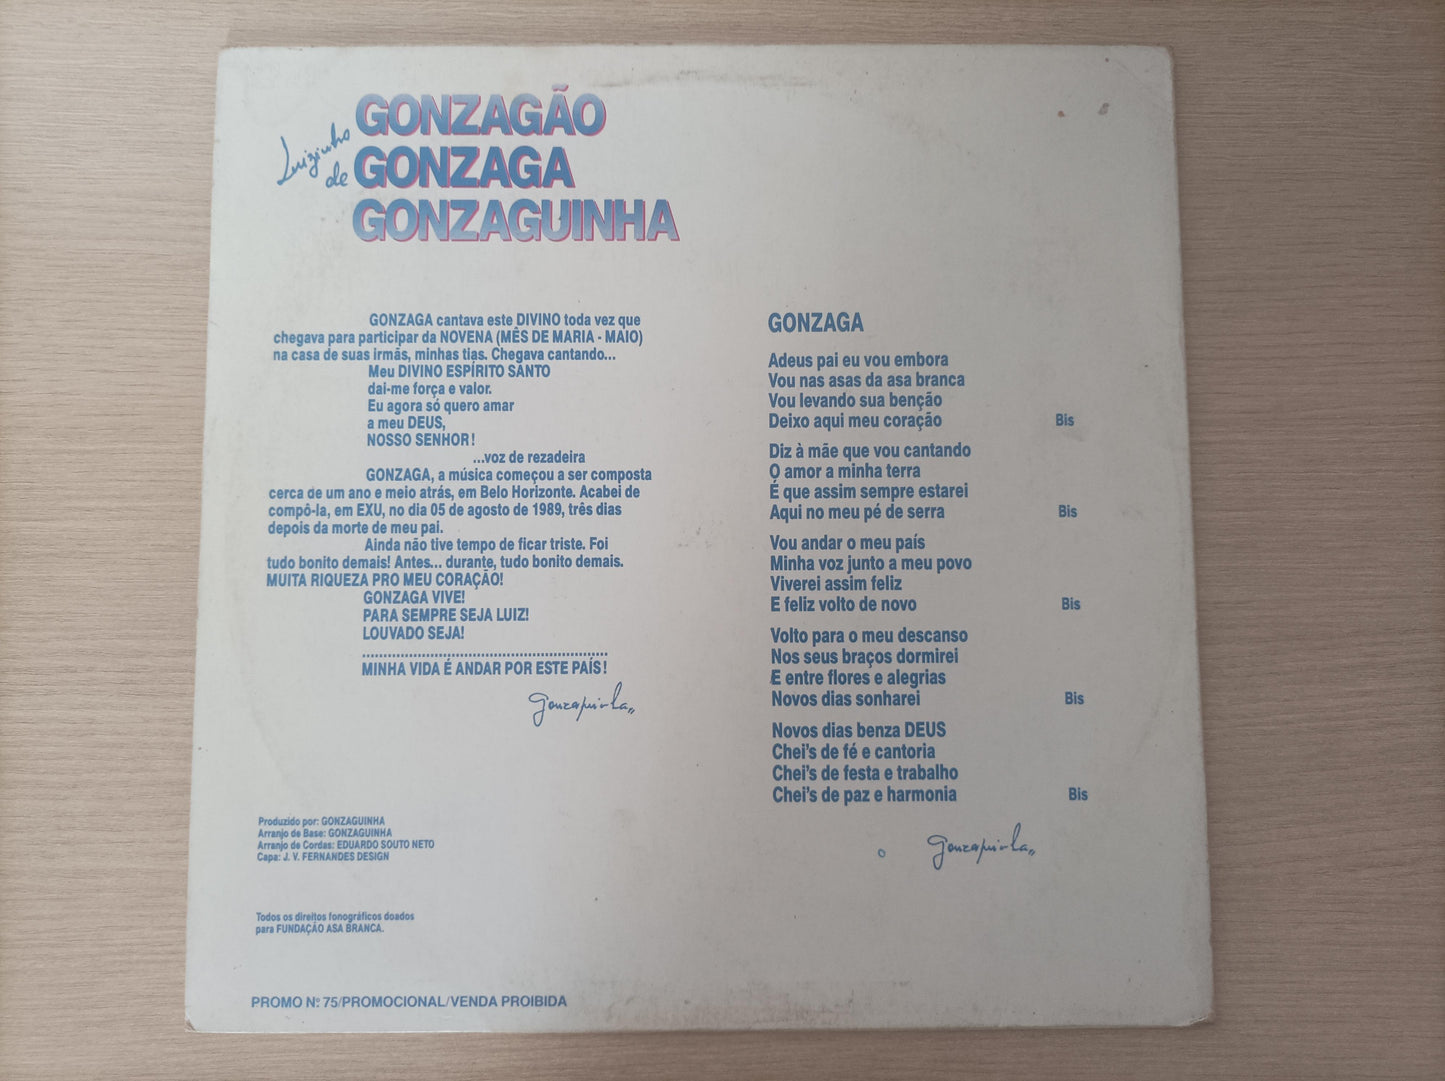 GONZAGÃO
Luizinho
de GONZAGA
GONZAGUINHA
GONZAGA cantava este DIVINO toda vez que
chegava para participar da NOVENA (MÊS DE MARIA - MAIO)
na casa de suas irmãs, minhas tias. Chegava cantando...
Meu DIVINO ESPÍRITO SANTO
dai-me força e valor.
Eu agora só quero amar
a meu DEUS,
NOSSO SENHOR!
...voz de rezadeira
GONZAGA, a música começou a ser composta
cerca de um ano e meio atrás, em Belo Horizonte. Acabei de
compô-la, em EXU, no dia 05 de agosto de 1989, três dias
depois da morte de meu pai.
Ainda não tive tempo de ficar triste. Foi
tudo bonito demais! Antes... durante, tudo bonito demais.
MUITA RIQUEZA PRO MEU CORAÇÃO!
GONZAGA VIVE!
PARA SEMPRE SEJA LUIZ!
LOUVADO SEJA!
..........................................................
MINHA VIDA É ANDAR POR ESTE PAÍS!
Gonzaguinha
Produzido por: GONZAGUINHA
Arranjo de Base: GONZAGUINHA
Arranjo de Cordas: EDUARDO SOUTO NETO
Capa: J. V. FERNANDES DESIGN
Todos os direitos fonográficos doados
para FUNDAÇÃO ASA BRANCA.
PROMO Nº 75/PROMOCIONAL/VENDA PROIBIDA
GONZAGA
Adeus pai eu vou embora
Vou nas asas da asa branca
Vou levando sua benção
Deixo aqui meu coração Bis
Diz à mãe que vou cantando
O amor a minha terra
É que assim sempre estarei
Aqui no meu pé de serra Bis
Vou andar o meu país
Minha voz junto a meu povo
Viverei assim feliz
E feliz volto de novo Bis
Volto para o meu descanso
Nos seus braços dormirei
E entre flores e alegrias
Novos dias sonharei Bis
Novos dias benza DEUS
Chei's de fé e cantoria
Chei's de festa e trabalho
Chei's de paz e harmonia Bis
Gonzaguinha